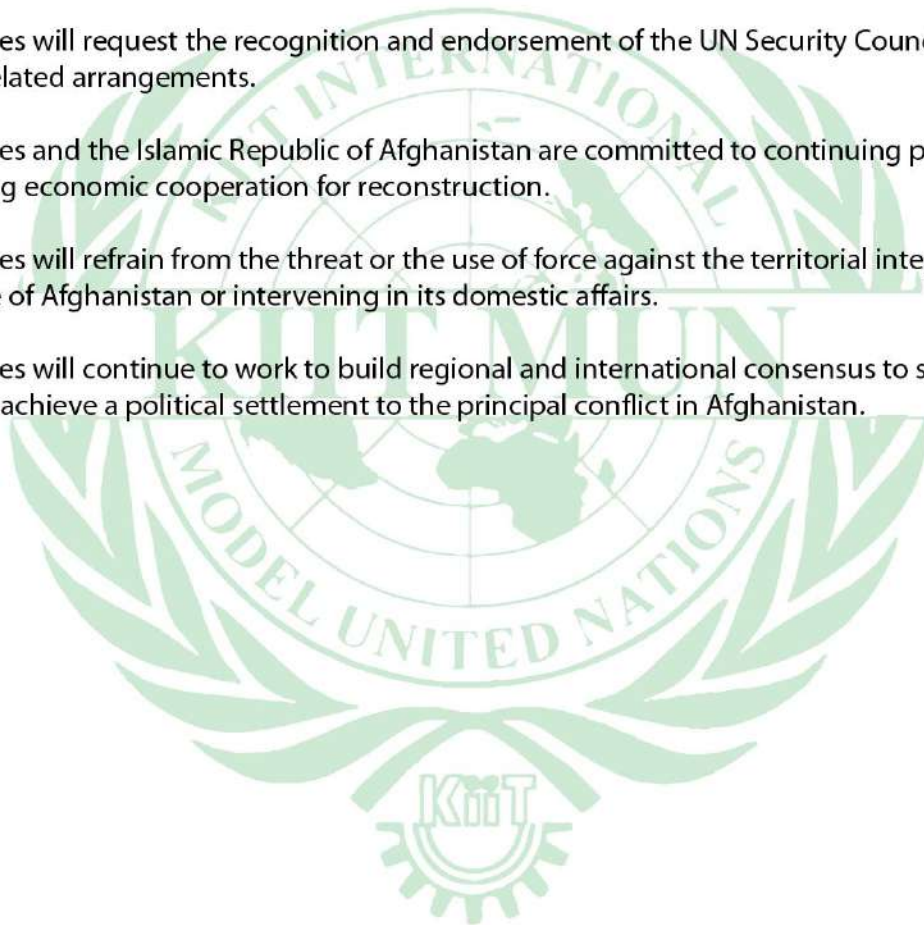 es will request the recognition and endorsement of the UN Security Coun
elated arrangements.
es and the Islamic Republic of Afghanistan are committed to continuing p
g economic cooperation for reconstruction.
es will refrain from the threat or the use of force against the territorial inte
of Afghanistan or intervening in its domestic affairs.
es will continue to work to build regional and international consensus to s
achieve a political settlement to the principal conflict in Afghanistan.
KIIT INTERNATIONAL
KIIT MUN
MODEL UNITED NATIONS
KiiT